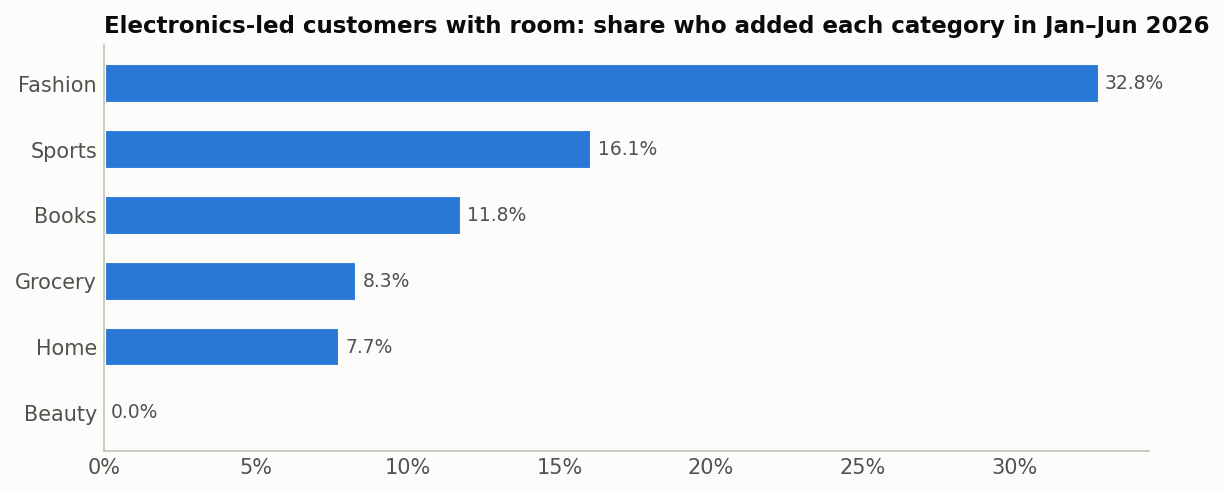 Electronics-led customers with room: share who added each category in Jan–Jun 2026
Fashion 32.8%
Sports 16.1%
Books 11.8%
Grocery 8.3%
Home 7.7%
Beauty 0.0%
0% 5% 10% 15% 20% 25% 30%